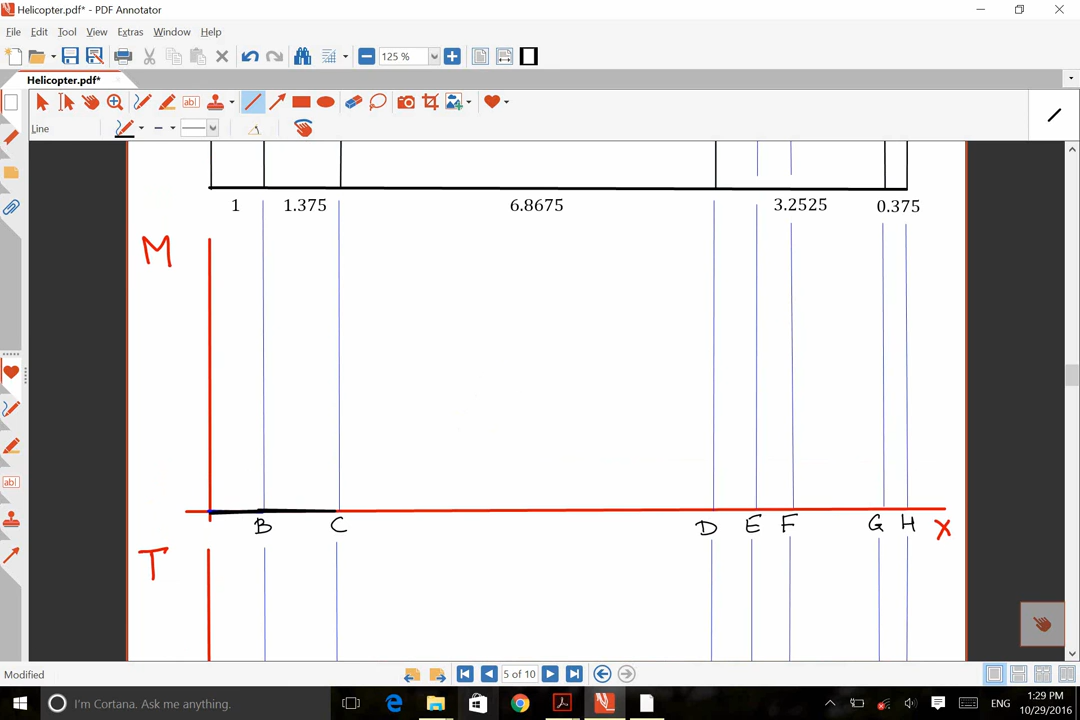 Helicopter.pdf* - PDF Annotator
File Edit Tool View Extras Window Help
125 %
Helicopter.pdf*
Line
1 1.375 6.8675 3.2525 0.375
M
B C D E F G H X
T
Modified
5 of 10
I'm Cortana. Ask me anything.
ENG
1:29 PM
10/29/2016